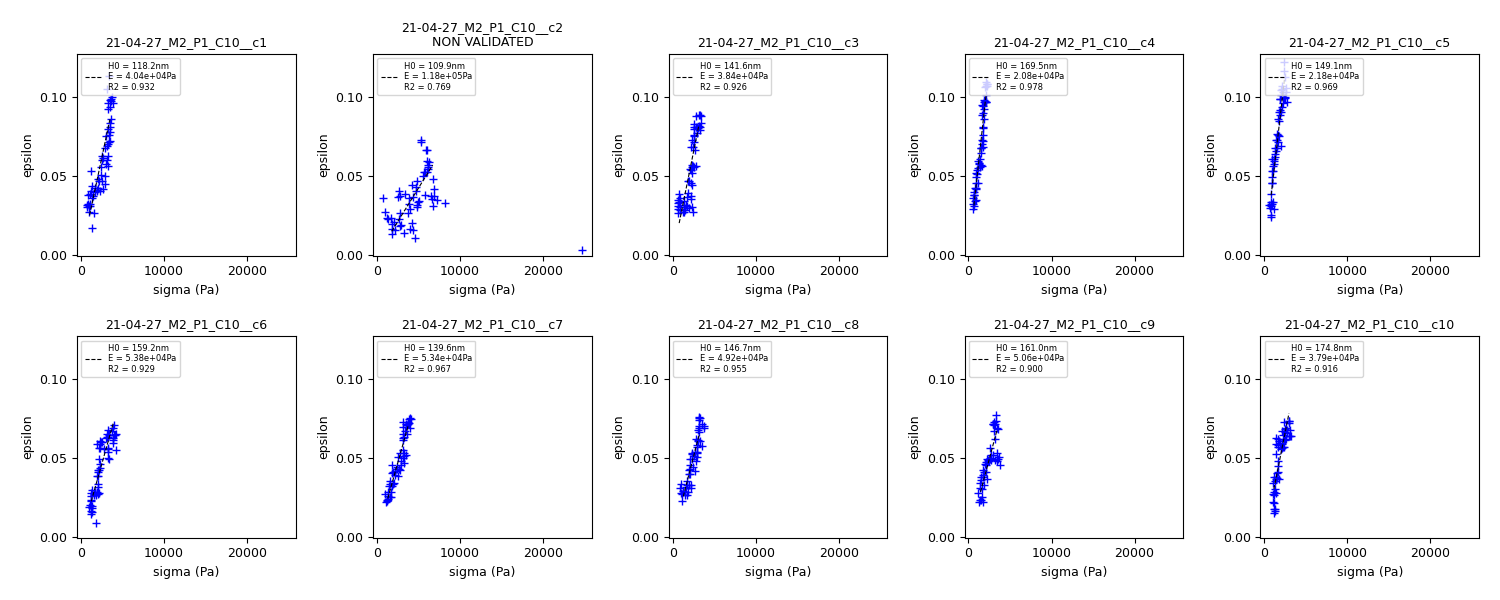 21-04-27_M2_P1_C10__c1
H0 = 118.2nm
E = 4.04e+04Pa
R2 = 0.932
epsilon
0.10
0.05
0.00
0 10000 20000
sigma (Pa)
21-04-27_M2_P1_C10__c2
NON VALIDATED
H0 = 109.9nm
E = 1.18e+05Pa
R2 = 0.769
epsilon
0.10
0.05
0.00
0 10000 20000
sigma (Pa)
21-04-27_M2_P1_C10__c3
H0 = 141.6nm
E = 3.84e+04Pa
R2 = 0.926
epsilon
0.10
0.05
0.00
0 10000 20000
sigma (Pa)
21-04-27_M2_P1_C10__c4
H0 = 169.5nm
E = 2.08e+04Pa
R2 = 0.978
epsilon
0.10
0.05
0.00
0 10000 20000
sigma (Pa)
21-04-27_M2_P1_C10__c5
H0 = 149.1nm
E = 2.18e+04Pa
R2 = 0.969
epsilon
0.10
0.05
0.00
0 10000 20000
sigma (Pa)
21-04-27_M2_P1_C10__c6
H0 = 159.2nm
E = 5.38e+04Pa
R2 = 0.929
epsilon
0.10
0.05
0.00
0 10000 20000
sigma (Pa)
21-04-27_M2_P1_C10__c7
H0 = 139.6nm
E = 5.34e+04Pa
R2 = 0.967
epsilon
0.10
0.05
0.00
0 10000 20000
sigma (Pa)
21-04-27_M2_P1_C10__c8
H0 = 146.7nm
E = 4.92e+04Pa
R2 = 0.955
epsilon
0.10
0.05
0.00
0 10000 20000
sigma (Pa)
21-04-27_M2_P1_C10__c9
H0 = 161.0nm
E = 5.06e+04Pa
R2 = 0.900
epsilon
0.10
0.05
0.00
0 10000 20000
sigma (Pa)
21-04-27_M2_P1_C10__c10
H0 = 174.8nm
E = 3.79e+04Pa
R2 = 0.916
epsilon
0.10
0.05
0.00
0 10000 20000
sigma (Pa)